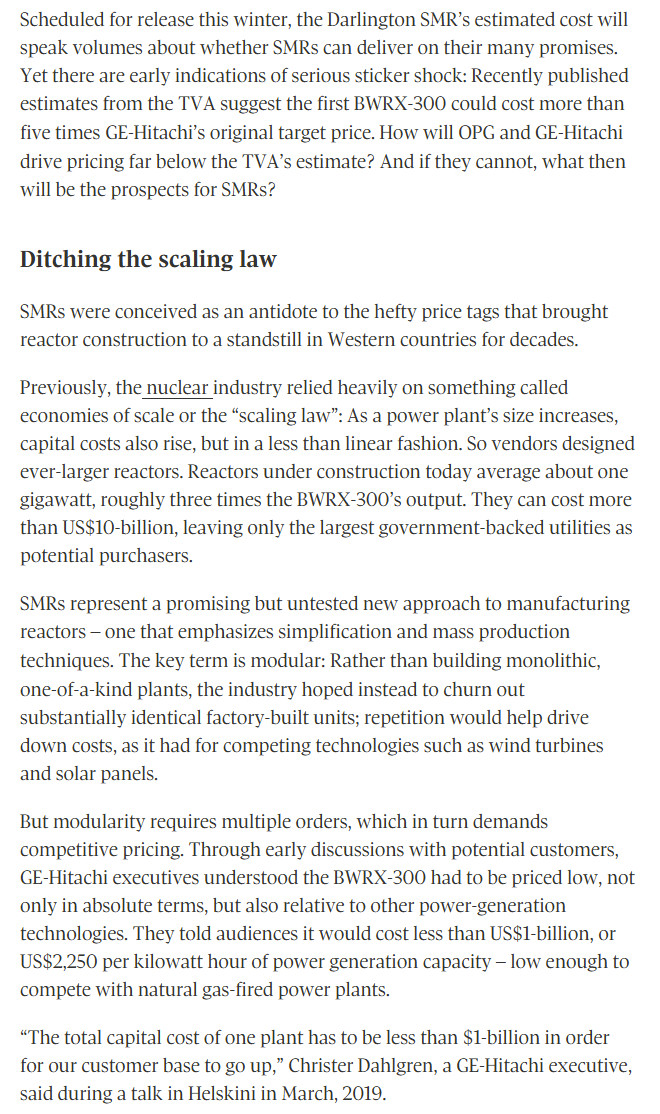 Scheduled for release this winter, the Darlington SMR’s estimated cost will
speak volumes about whether SMRs can deliver on their many promises.
Yet there are early indications of serious sticker shock: Recently published
estimates from the TVA suggest the first BWRX-300 could cost more than
five times GE-Hitachi’s original target price. How will OPG and GE-Hitachi
drive pricing far below the TVA’s estimate? And if they cannot, what then
will be the prospects for SMRs?
Ditching the scaling law
SMRs were conceived as an antidote to the hefty price tags that brought
reactor construction to a standstill in Western countries for decades.
Previously, the nuclear industry relied heavily on something called
economies of scale or the “scaling law”: As a power plant’s size increases,
capital costs also rise, but in a less than linear fashion. So vendors designed
ever-larger reactors. Reactors under construction today average about one
gigawatt, roughly three times the BWRX-300’s output. They can cost more
than US$10-billion, leaving only the largest government-backed utilities as
potential purchasers.
SMRs represent a promising but untested new approach to manufacturing
reactors – one that emphasizes simplification and mass production
techniques. The key term is modular: Rather than building monolithic,
one-of-a-kind plants, the industry hoped instead to churn out
substantially identical factory-built units; repetition would help drive
down costs, as it had for competing technologies such as wind turbines
and solar panels.
But modularity requires multiple orders, which in turn demands
competitive pricing. Through early discussions with potential customers,
GE-Hitachi executives understood the BWRX-300 had to be priced low, not
only in absolute terms, but also relative to other power-generation
technologies. They told audiences it would cost less than US$1-billion, or
US$2,250 per kilowatt hour of power generation capacity – low enough to
compete with natural gas-fired power plants.
“The total capital cost of one plant has to be less than $1-billion in order
for our customer base to go up,” Christer Dahlgren, a GE-Hitachi executive,
said during a talk in Helskini in March, 2019.